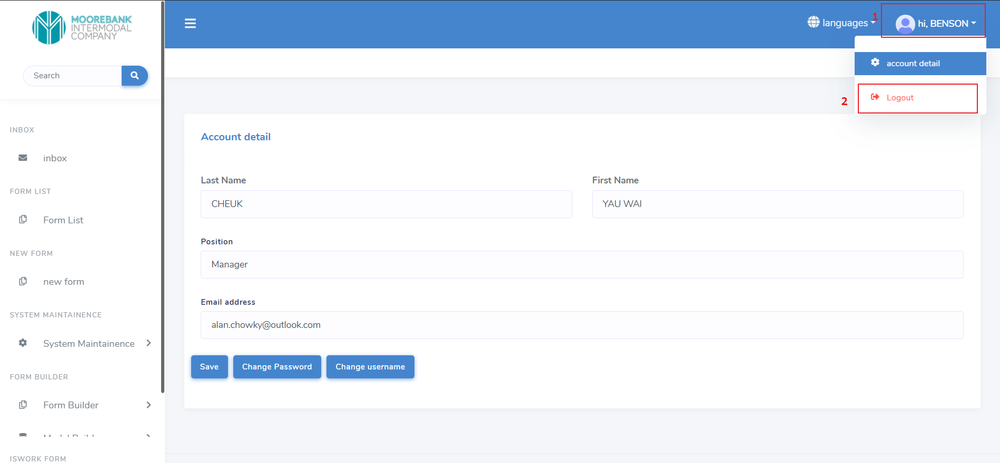 MOOREBANK
INTERMODAL
COMPANY
Search
INBOX
inbox
FORM LIST
Form List
NEW FORM
new form
SYSTEM MAINTAINENCE
System Maintainence
FORM BUILDER
Form Builder
ISWORK FORM
languages
1
hi, BENSON
account detail
2
Logout
Account detail
Last Name
First Name
CHEUK
YAU WAI
Position
Manager
Email address
alan.chowky@outlook.com
Save
Change Password
Change username